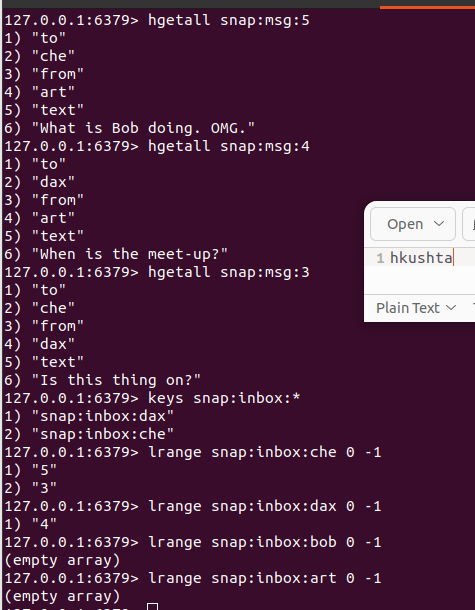 127.0.0.1:6379> hgetall snap:msg:5
1) "to"
2) "che"
3) "from"
4) "art"
5) "text"
6) "What is Bob doing. OMG."
127.0.0.1:6379> hgetall snap:msg:4
1) "to"
2) "dax"
3) "from"
4) "art"
5) "text"
6) "When is the meet-up?"
127.0.0.1:6379> hgetall snap:msg:3
1) "to"
2) "che"
3) "from"
4) "dax"
5) "text"
6) "Is this thing on?"
127.0.0.1:6379> keys snap:inbox:*
1) "snap:inbox:dax"
2) "snap:inbox:che"
127.0.0.1:6379> lrange snap:inbox:che 0 -1
1) "5"
2) "3"
127.0.0.1:6379> lrange snap:inbox:dax 0 -1
1) "4"
127.0.0.1:6379> lrange snap:inbox:bob 0 -1
(empty array)
127.0.0.1:6379> lrange snap:inbox:art 0 -1
(empty array)
127.0.0.1:6379>
Open
1 hkushta
Plain Text